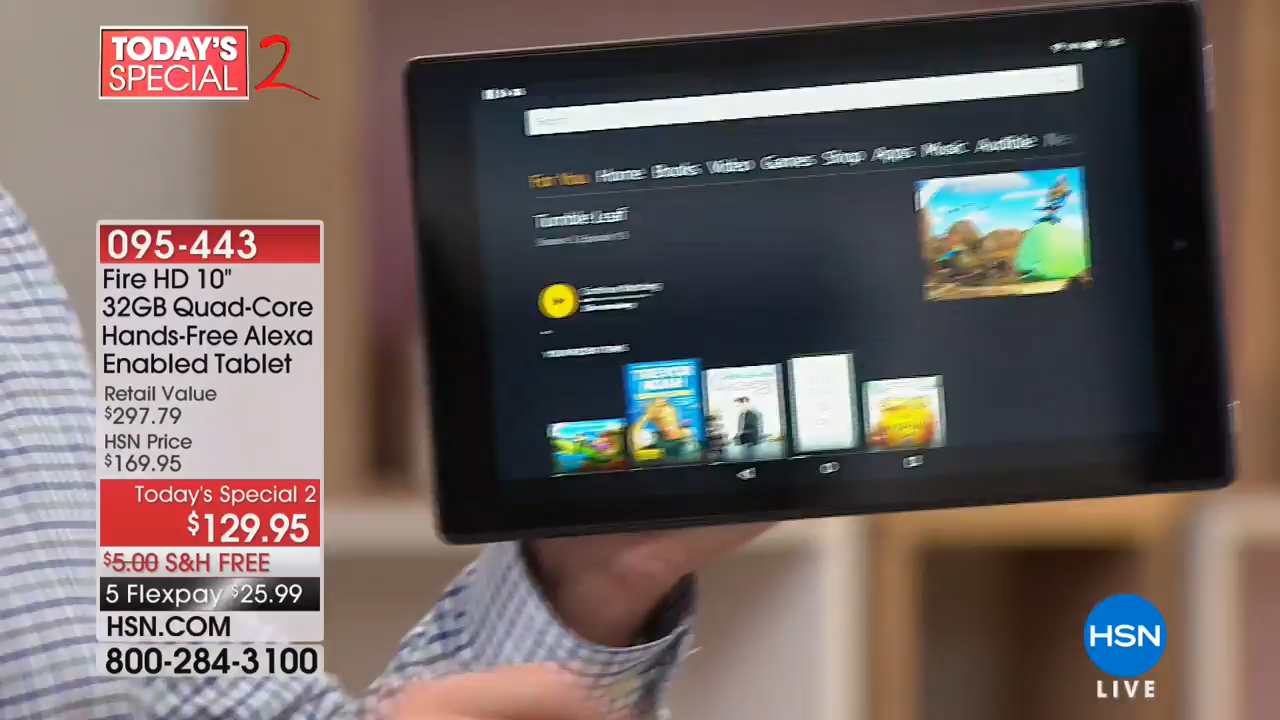 TODAY'S
SPECIAL 2
095-443
Fire HD 10"
32GB Quad-Core
Hands-Free Alexa
Enabled Tablet
Retail Value
$297.79
HSN Price
$169.95
Today's Special 2
$129.95
$5.00 S&H FREE
5 Flexpay $25.99
HSN.COM
800-284-3100
For You Home Books Video Games Shop Apps Music Audible
Tumble Leaf
HSN
LIVE